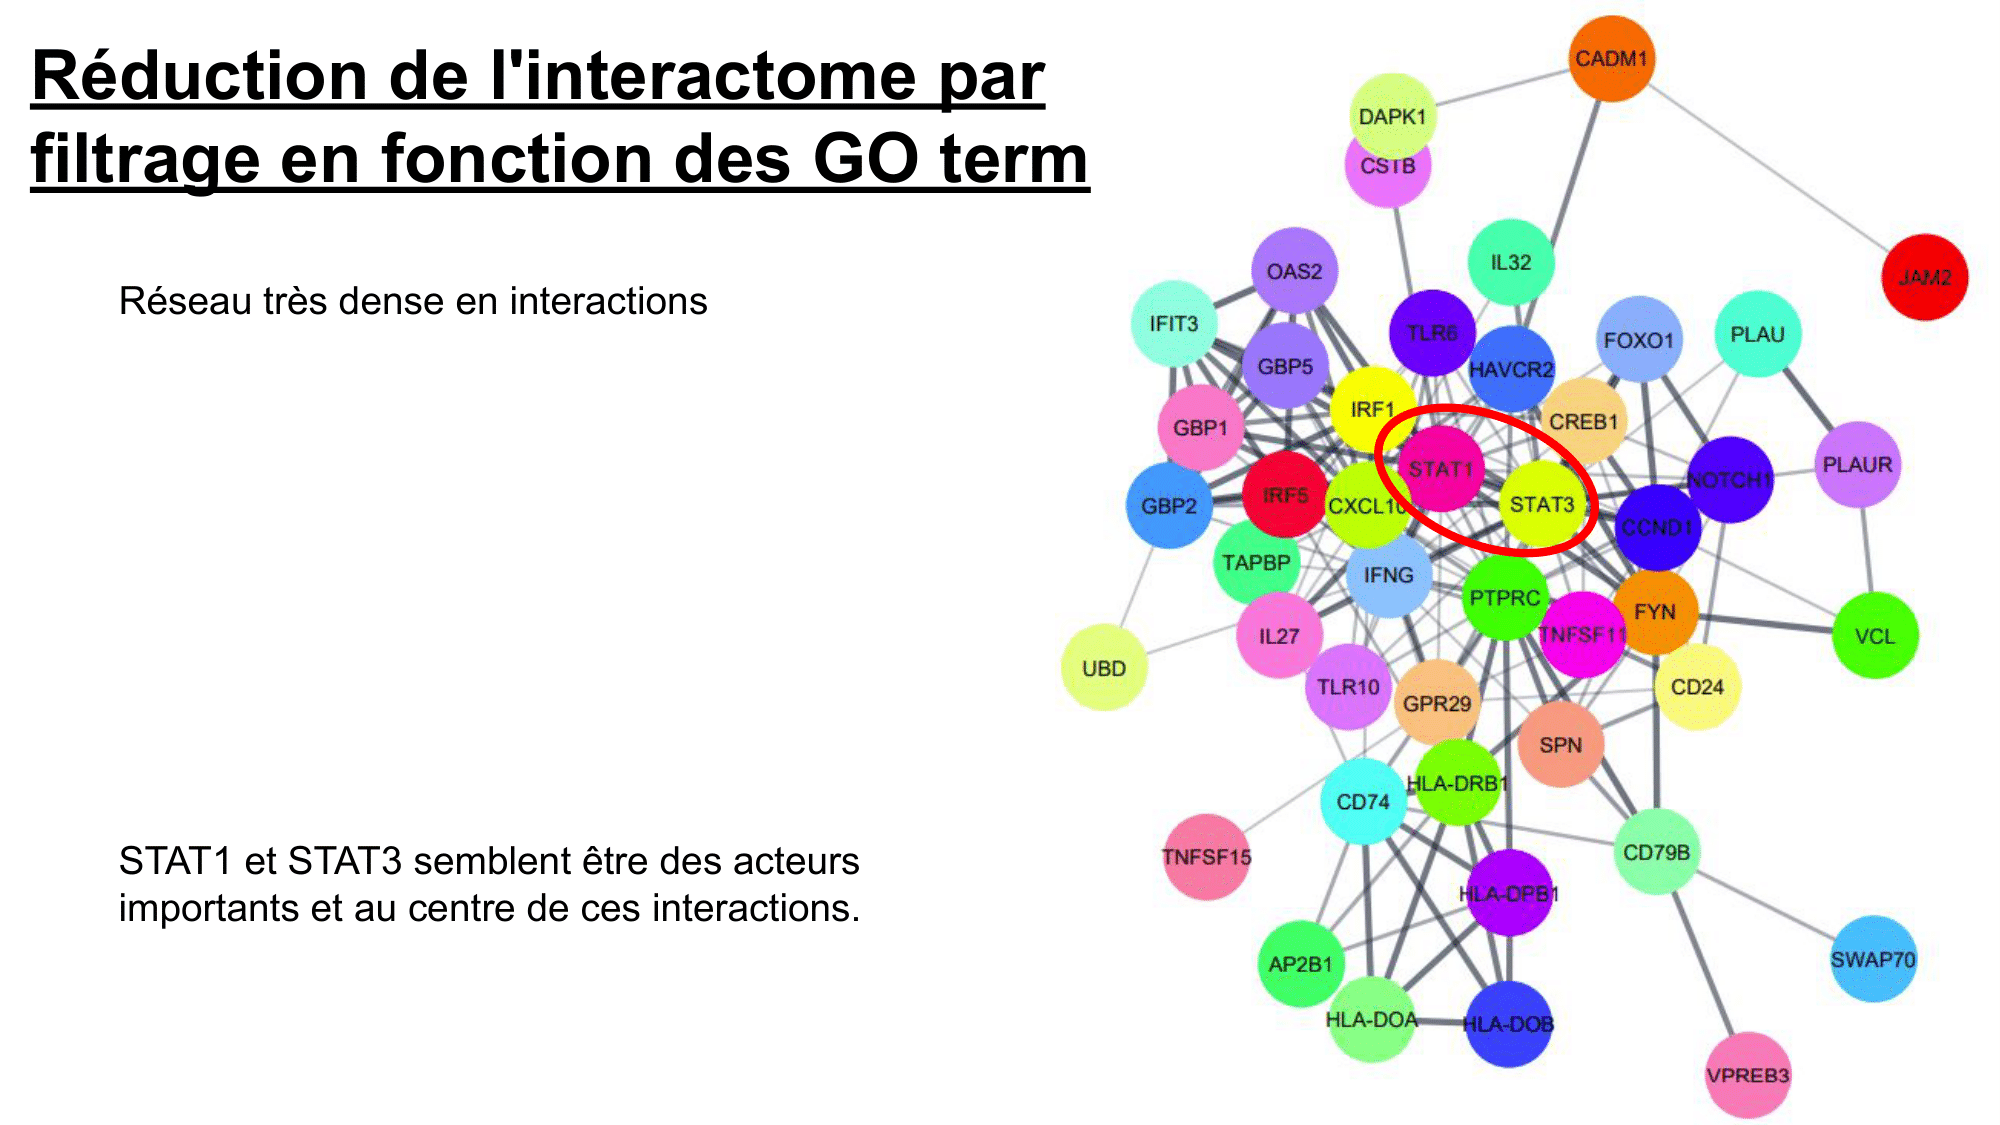 Réduction de l'interactome par
filtrage en fonction des GO term
Réseau très dense en interactions
STAT1 et STAT3 semblent être des acteurs
importants et au centre de ces interactions.
CADM1
DAPK1
CSTB
IL32
OAS2
JAM2
IFIT3
TLR6
FOXO1
PLAU
GBP5
HAVCR2
IRF1
CREB1
GBP1
STAT1
PLAUR
NOTCH1
IRF5
CXCL10
STAT3
GBP2
CCND1
TAPBP
IFNG
PTPRC
FYN
IL27
TNFSF11
VCL
UBD
TLR10
CD24
GPR29
SPN
HLA-DRB1
CD74
TNFSF15
CD79B
HLA-DPB1
AP2B1
SWAP70
HLA-DOA
HLA-DOB
VPREB3